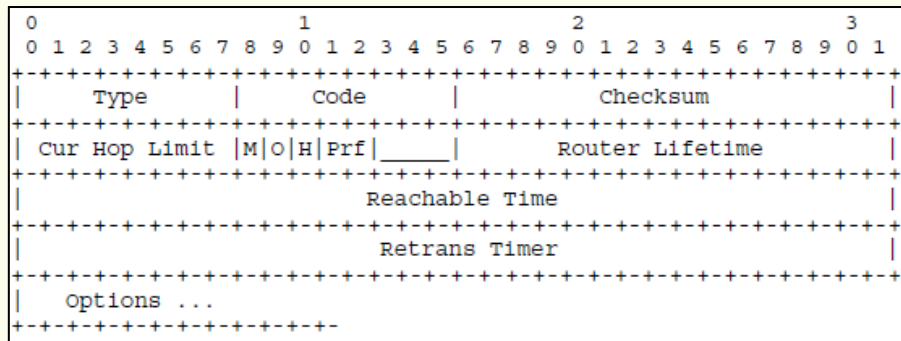 0                   1                   2                   3
 0 1 2 3 4 5 6 7 8 9 0 1 2 3 4 5 6 7 8 9 0 1 2 3 4 5 6 7 8 9 0 1
+-+-+-+-+-+-+-+-+-+-+-+-+-+-+-+-+-+-+-+-+-+-+-+-+-+-+-+-+-+-+-+-+
|     Type      |     Code      |          Checksum             |
+-+-+-+-+-+-+-+-+-+-+-+-+-+-+-+-+-+-+-+-+-+-+-+-+-+-+-+-+-+-+-+-+
| Cur Hop Limit |M|O|H|Prf|_____|       Router Lifetime         |
+-+-+-+-+-+-+-+-+-+-+-+-+-+-+-+-+-+-+-+-+-+-+-+-+-+-+-+-+-+-+-+-+
|                         Reachable Time                        |
+-+-+-+-+-+-+-+-+-+-+-+-+-+-+-+-+-+-+-+-+-+-+-+-+-+-+-+-+-+-+-+-+
|                          Retrans Timer                        |
+-+-+-+-+-+-+-+-+-+-+-+-+-+-+-+-+-+-+-+-+-+-+-+-+-+-+-+-+-+-+-+-+
|   Options ...
+-+-+-+-+-+-+-+-+-+-+-+-